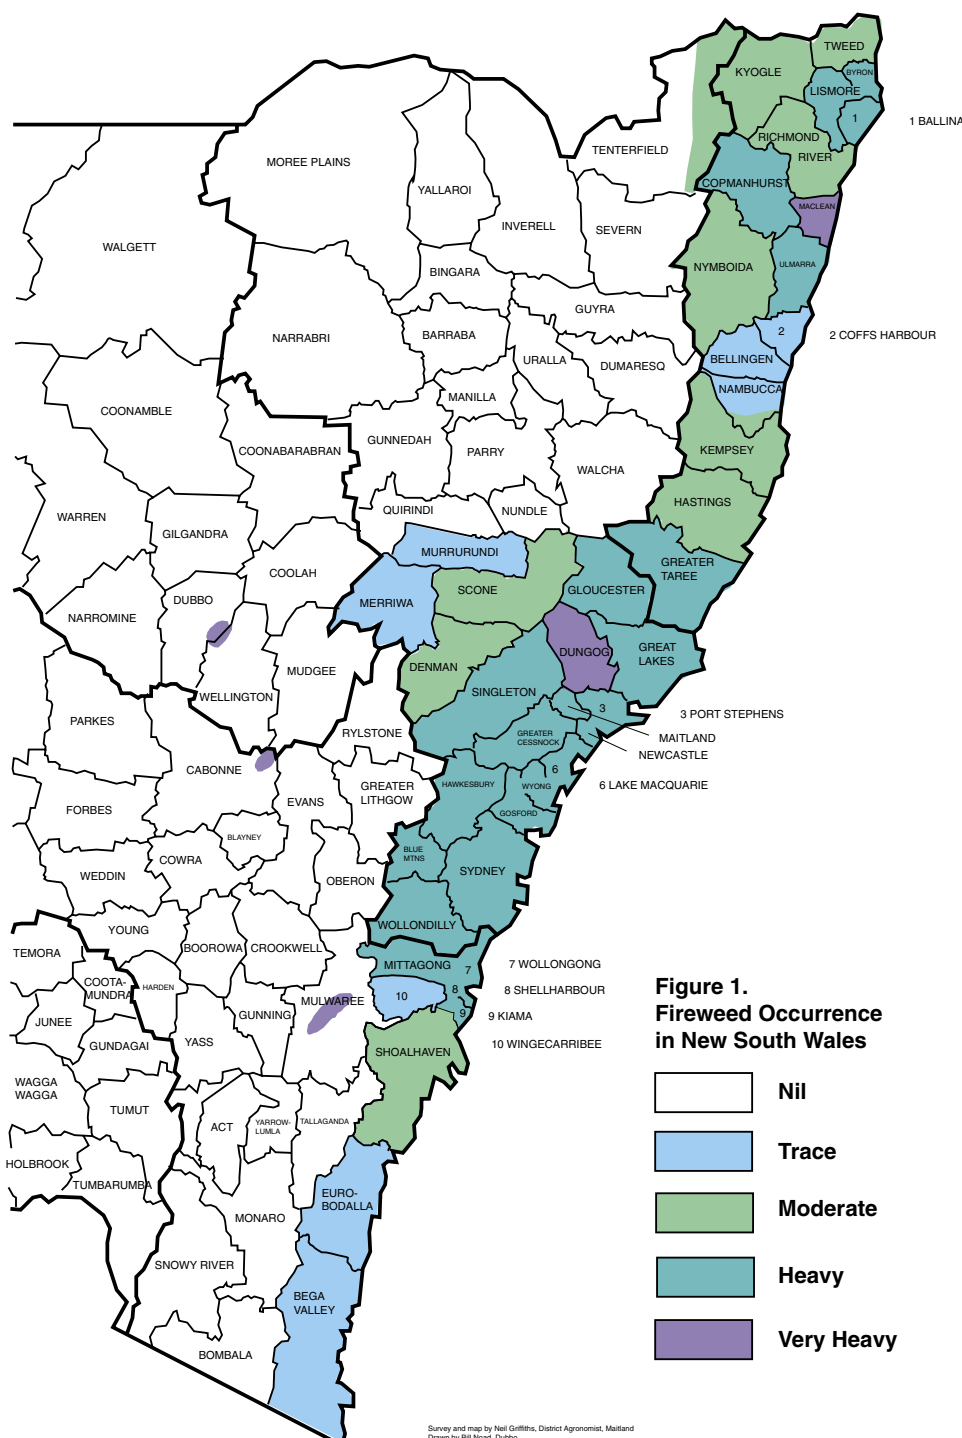 TWEED
KYOGLE
BYRON
LISMORE
1
1 BALLINA
RICHMOND
RIVER
TENTERFIELD
MOREE PLAINS
YALLAROI
COPMANHURST
MACLEAN
INVERELL
SEVERN
WALGETT
NYMBOIDA
ULMARRA
BINGARA
GUYRA
NARRABRI
BARRABA
2
2 COFFS HARBOUR
URALLA
DUMARESQ
BELLINGEN
NAMBUCCA
MANILLA
COONAMBLE
GUNNEDAH
COONABARABRAN
PARRY
KEMPSEY
WALCHA
HASTINGS
QUIRINDI
NUNDLE
WARREN
GILGANDRA
MURRURUNDI
GREATER
TAREE
COOLAH
SCONE
GLOUCESTER
DUBBO
MERRIWA
NARROMINE
GREAT
LAKES
DUNGOG
DENMAN
MUDGEE
SINGLETON
WELLINGTON
3
3 PORT STEPHENS
PARKES
RYLSTONE
GREATER
CESSNOCK
MAITLAND
NEWCASTLE
CABONNE
6
GREATER
LITHGOW
HAWKESBURY
WYONG
6 LAKE MACQUARIE
EVANS
FORBES
GOSFORD
BLAYNEY
BLUE
MTNS
COWRA
SYDNEY
WEDDIN
OBERON
WOLLONDILLY
YOUNG
BOOROWA
CROOKWELL
TEMORA
MITTAGONG
7
7 WOLLONGONG
COOTA-
MUNDRA
HARDEN
8
8 SHELLHARBOUR
10
MULWAREE
9
9 KIAMA
GUNNING
JUNEE
YASS
GUNDAGAI
SHOALHAVEN
10 WINGECARRIBEE
Figure 1.
Fireweed Occurrence
in New South Wales
Nil
WAGGA
WAGGA
TUMUT
ACT
YARROW-
LUMLA
TALLAGANDA
Trace
HOLBROOK
TUMBARUMBA
EURO-
BODALLA
MONARO
Moderate
SNOWY RIVER
Heavy
BEGA
VALLEY
Very Heavy
BOMBALA
Survey and map by Neil Griffiths, District Agronomist, Maitland
Drawn by Bill Noad, Dubbo